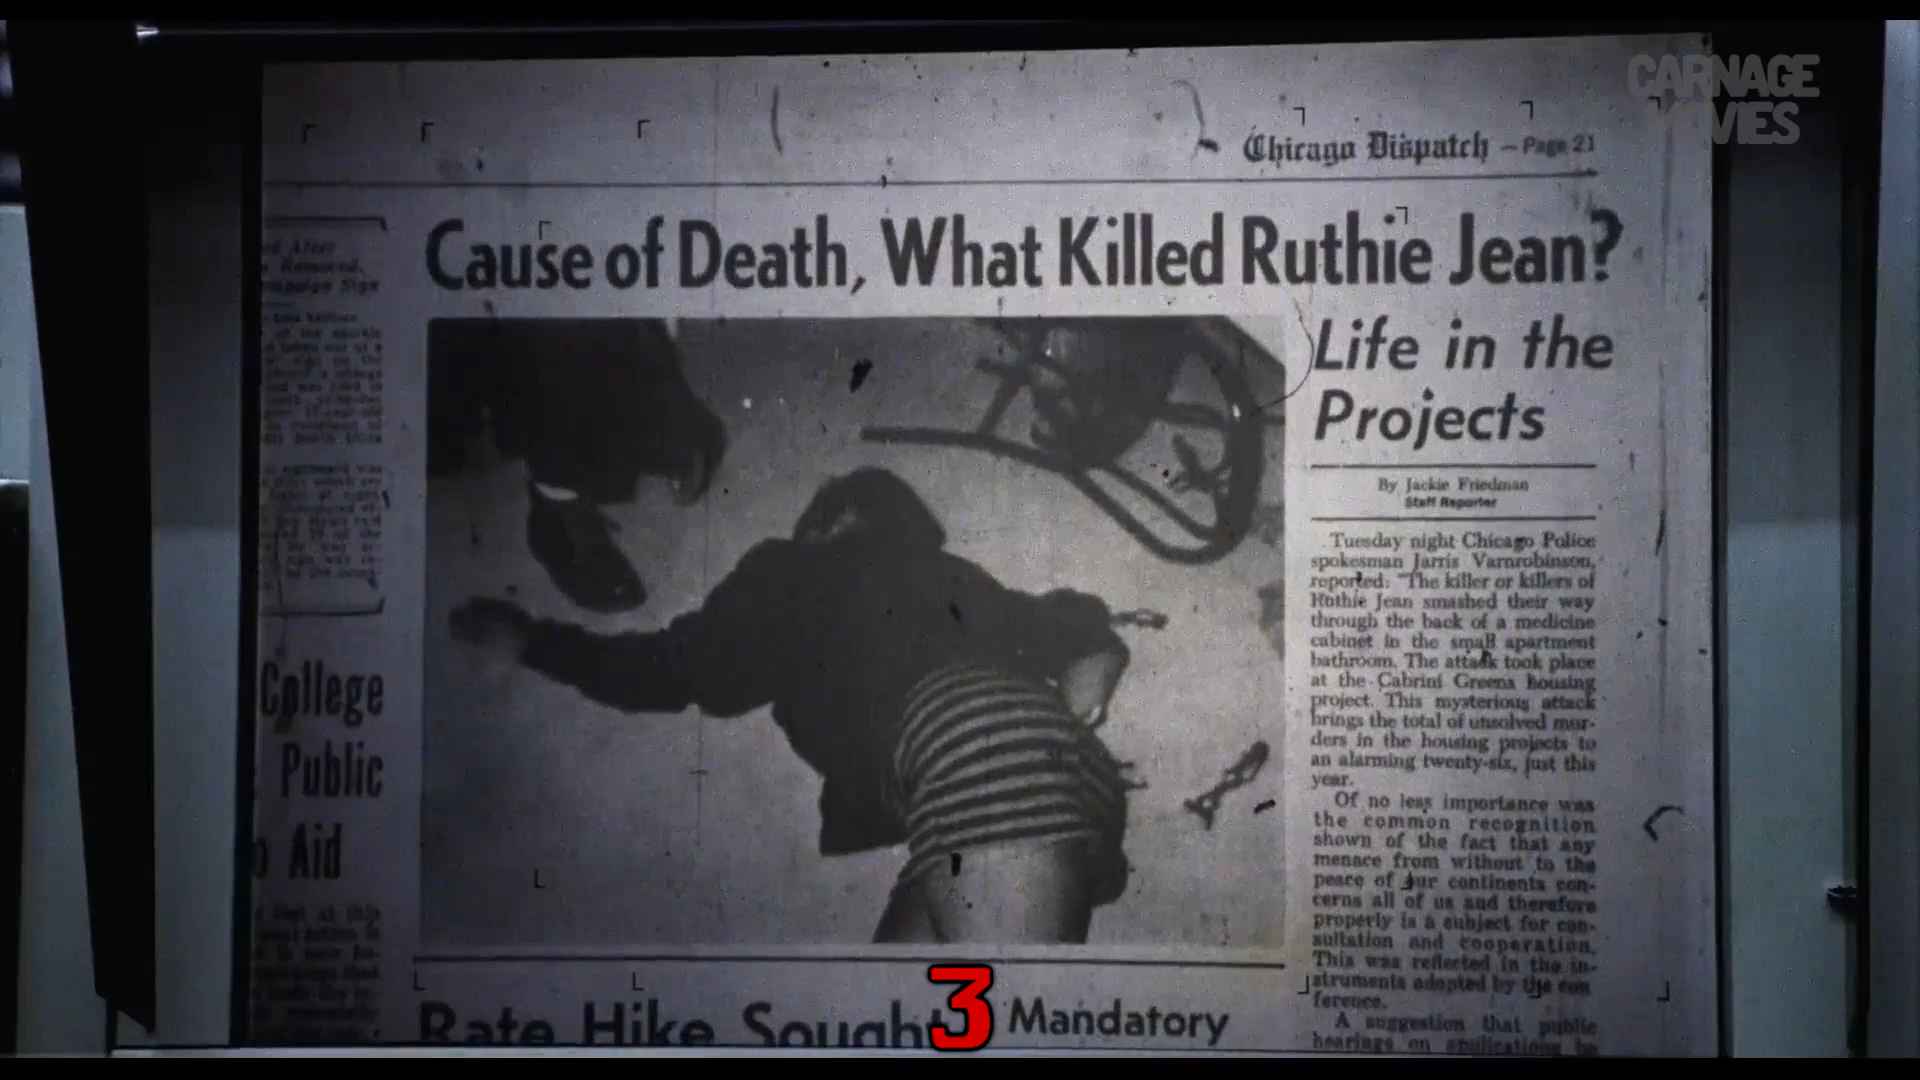 CARNAGE
MOVIES
Chicago Dispatch — Page 21
Cause of Death, What Killed Ruthie Jean?
Life in the
Projects
By Jackie Friedman
Staff Reporter
Tuesday night Chicago Police
spokesman Jarris Varnrobinson,
reported: "The killer or killers of
Ruthie Jean smashed their way
through the back of a medicine
cabinet in the small apartment
bathroom. The attack took place
at the Cabrini Greens housing
project. This mysterious attack
brings the total of unsolved mur-
ders in the housing projects to
an alarming twenty-six, just this
year.
Of no less importance was
the common recognition
shown of the fact that any
menace from without to the
peace of our continents con-
cerns all of us and therefore
properly is a subject for con-
sultation and cooperation.
This was reflected in the in-
struments adopted by the con
ference.
A suggestion that public
hearings on applications be
College
Public
Aid
Rate Hike Sought
3
Mandatory